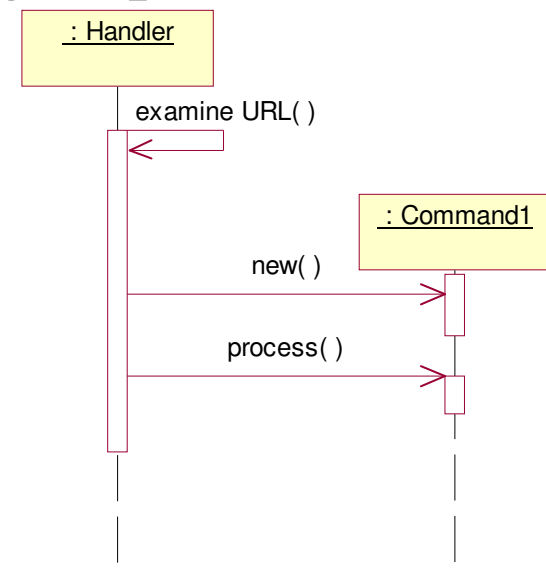 : Handler
examine URL( )
: Command1
new( )
process( )